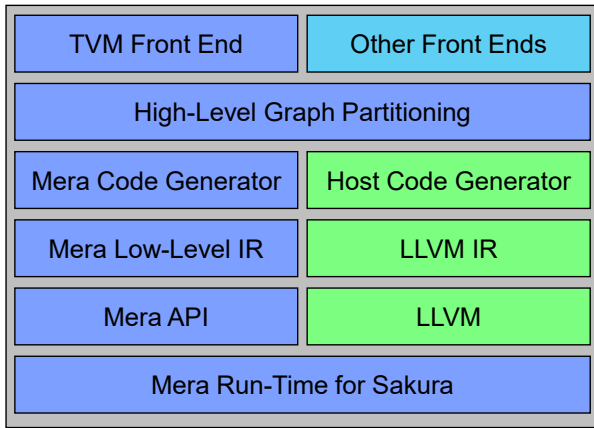 TVM Front End
Other Front Ends
High-Level Graph Partitioning
Mera Code Generator
Host Code Generator
Mera Low-Level IR
LLVM IR
Mera API
LLVM
Mera Run-Time for Sakura